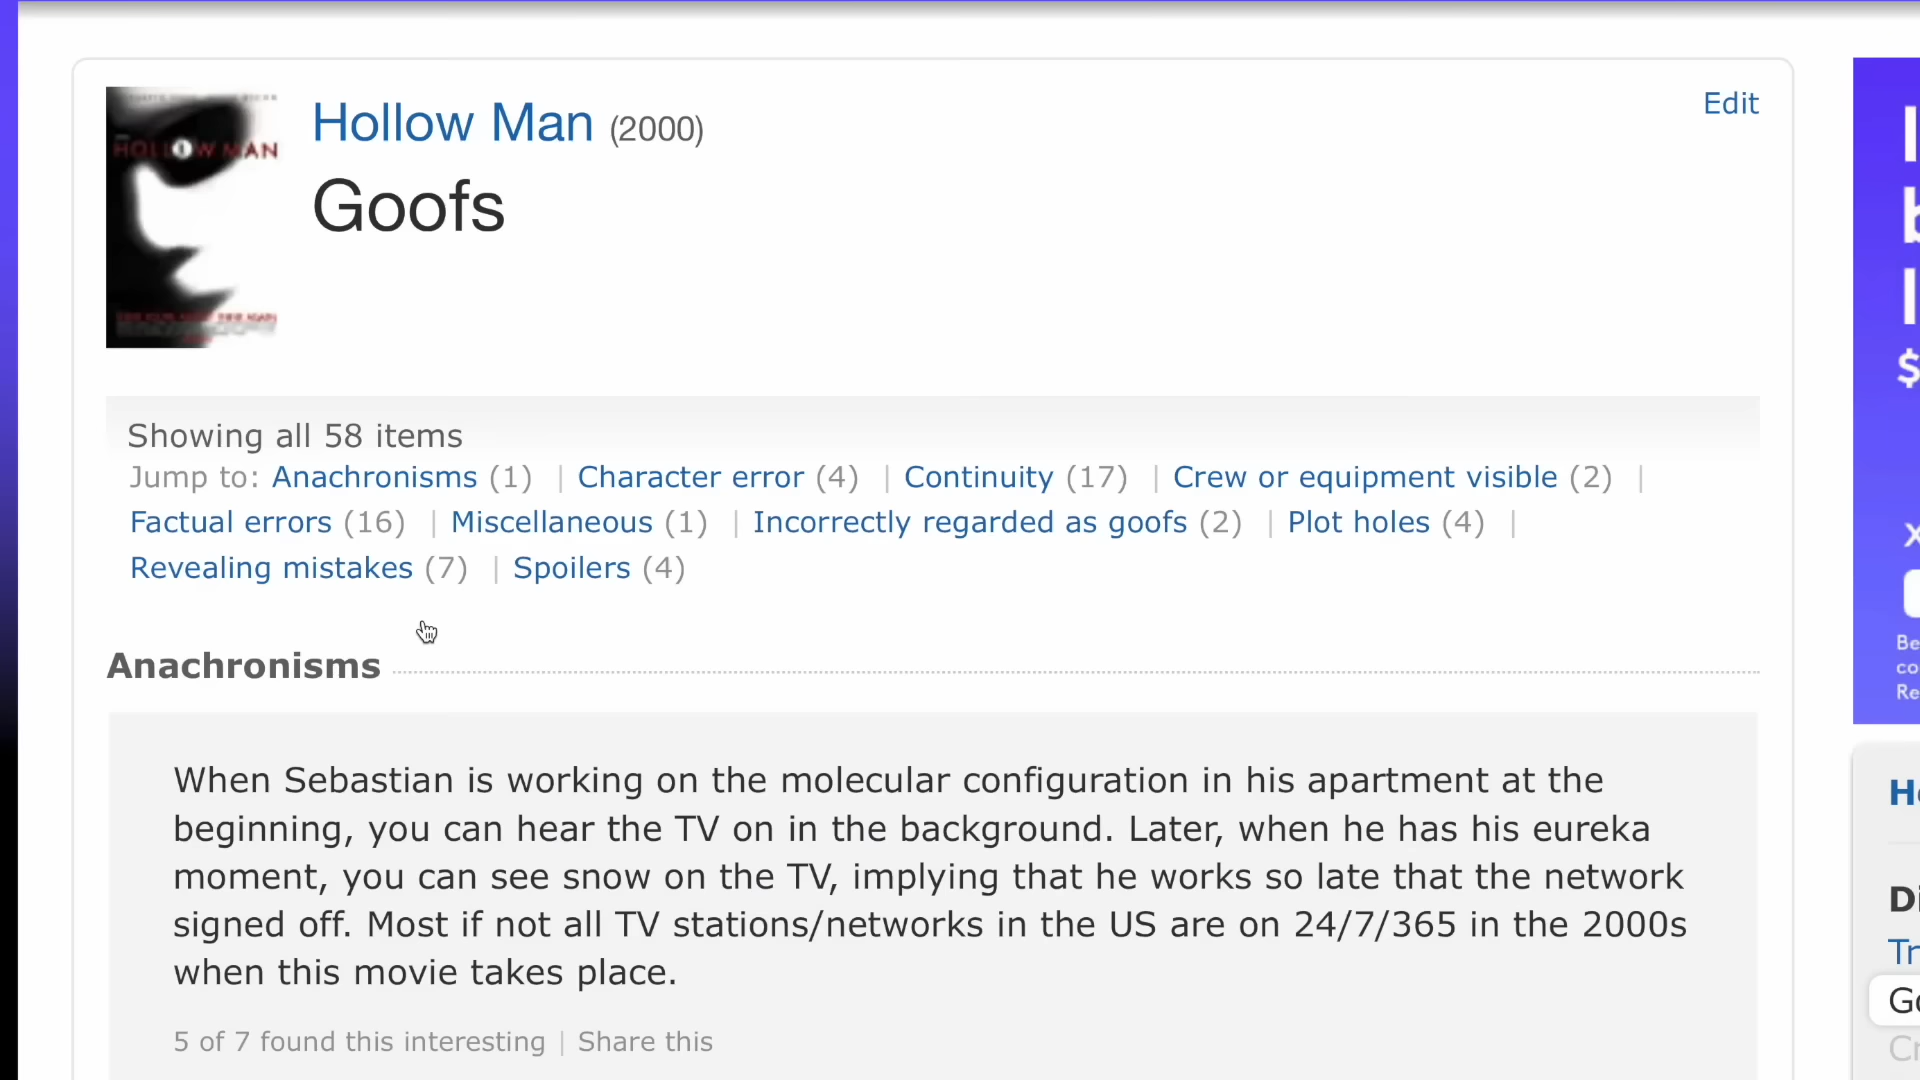 HOLLOW MAN
Hollow Man (2000)
Edit
Goofs
Showing all 58 items
Jump to: Anachronisms (1) | Character error (4) | Continuity (17) | Crew or equipment visible (2) |
Factual errors (16) | Miscellaneous (1) | Incorrectly regarded as goofs (2) | Plot holes (4) |
Revealing mistakes (7) | Spoilers (4)
Anachronisms
When Sebastian is working on the molecular configuration in his apartment at the
beginning, you can hear the TV on in the background. Later, when he has his eureka
moment, you can see snow on the TV, implying that he works so late that the network
signed off. Most if not all TV stations/networks in the US are on 24/7/365 in the 2000s
when this movie takes place.
5 of 7 found this interesting | Share this
$